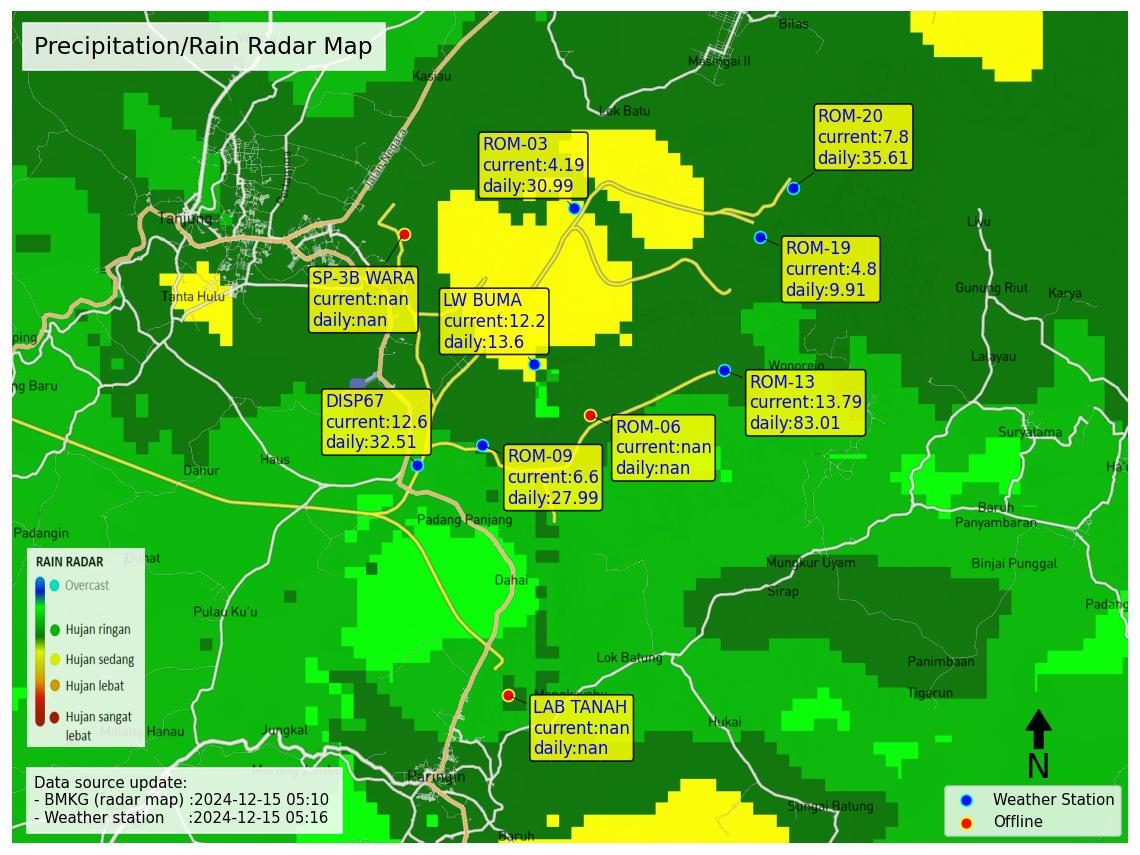 Precipitation/Rain Radar Map
Bilas
Masingai II
Kasiau
Lok Batu
Jalan Negara
ROM-20
current:7.8
daily:35.61
ROM-03
current:4.19
daily:30.99
Tanjung
Liyu
ROM-19
current:4.8
daily:9.91
SP-3B WARA
current:nan
daily:nan
Tanta Hulu
LW BUMA
current:12.2
daily:13.6
Gunung Riut
Karya
ping
Lalayau
Wonorejo
ng Baru
ROM-13
current:13.79
daily:83.01
DISP67
current:12.6
daily:32.51
ROM-06
current:nan
daily:nan
Suryatama
Haus
Dahur
ROM-09
current:6.6
daily:27.99
Ha'u
Baruh
Panyambaran
Padang Panjang
Padangin
Mungkur Uyam
Binjai Punggal
Dahai
Sirap
Padang
Pulau Ku'u
RAIN RADAR
Overcast
Hujan ringan
Hujan sedang
Hujan lebat
Hujan sangat
lebat
Lok Batung
Panimbaan
Tigarun
LAB TANAH
current:nan
daily:nan
Hukai
Jungkal
Manau
Paringin
N
Data source update:
- BMKG (radar map) :2024-12-15 05:10
- Weather station :2024-12-15 05:16
Sungai Batung
Baruh
Weather Station
Offline